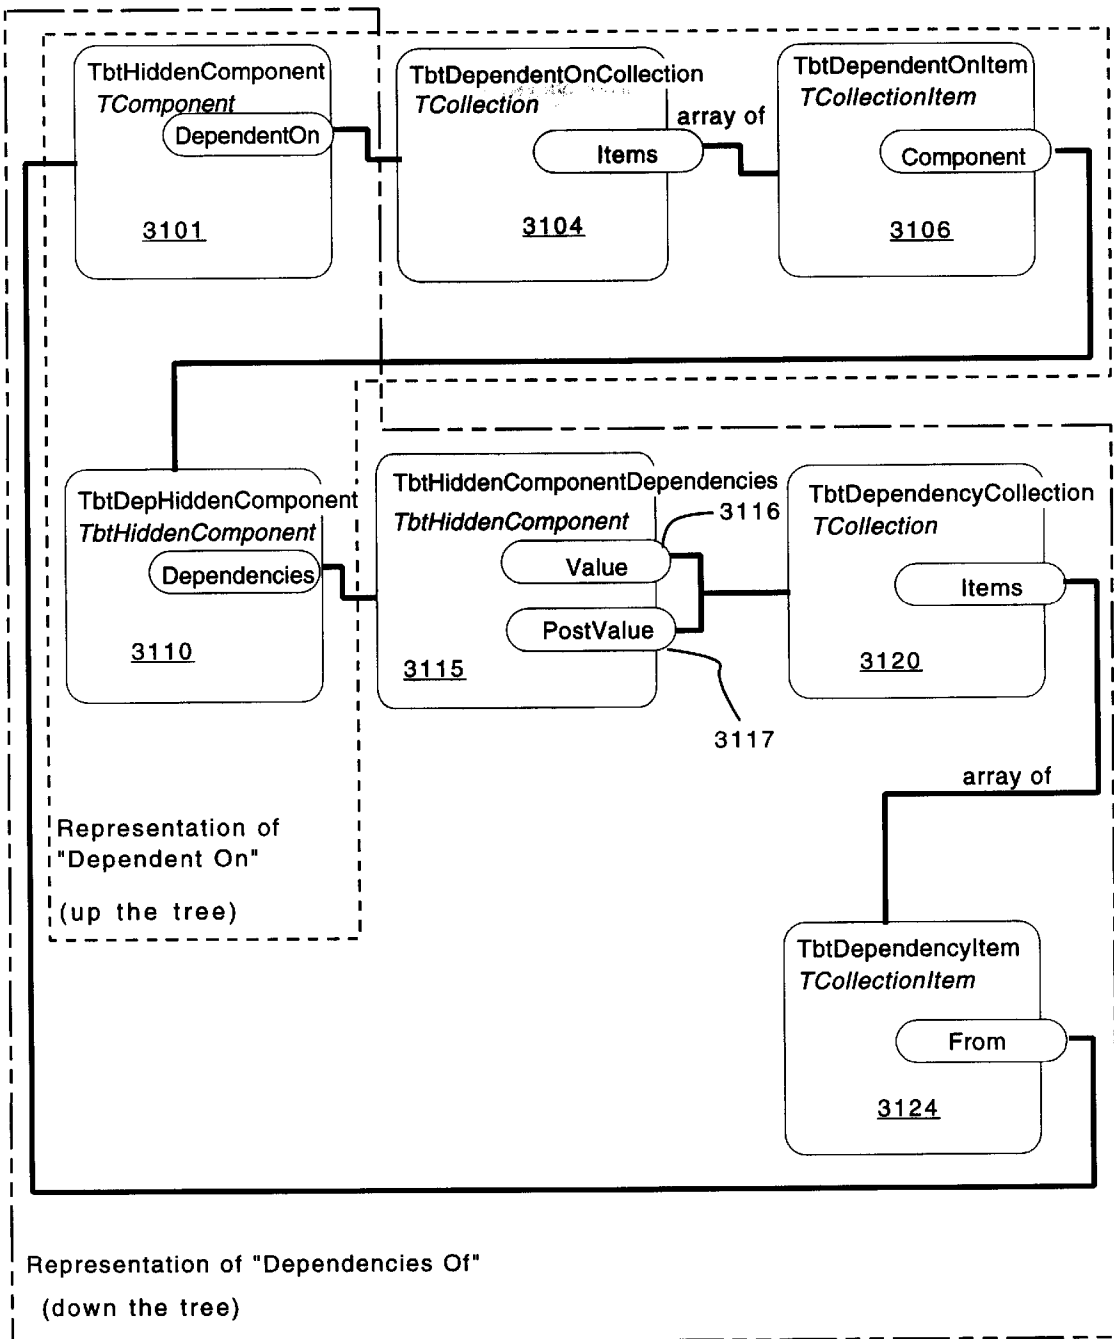 TbtHiddenComponent
TComponent
DependentOn
3101
TbtDependentOnCollection
TCollection
Items
array of
3104
TbtDependentOnItem
TCollectionItem
Component
3106
TbtDepHiddenComponent
TbtHiddenComponent
Dependencies
3110
TbtHiddenComponentDependencies
TbtHiddenComponent
3116
Value
PostValue
3115
3117
TbtDependencyCollection
TCollection
Items
3120
array of
Representation of
"Dependent On"
(up the tree)
TbtDependencyItem
TCollectionItem
From
3124
Representation of "Dependencies Of"
(down the tree)